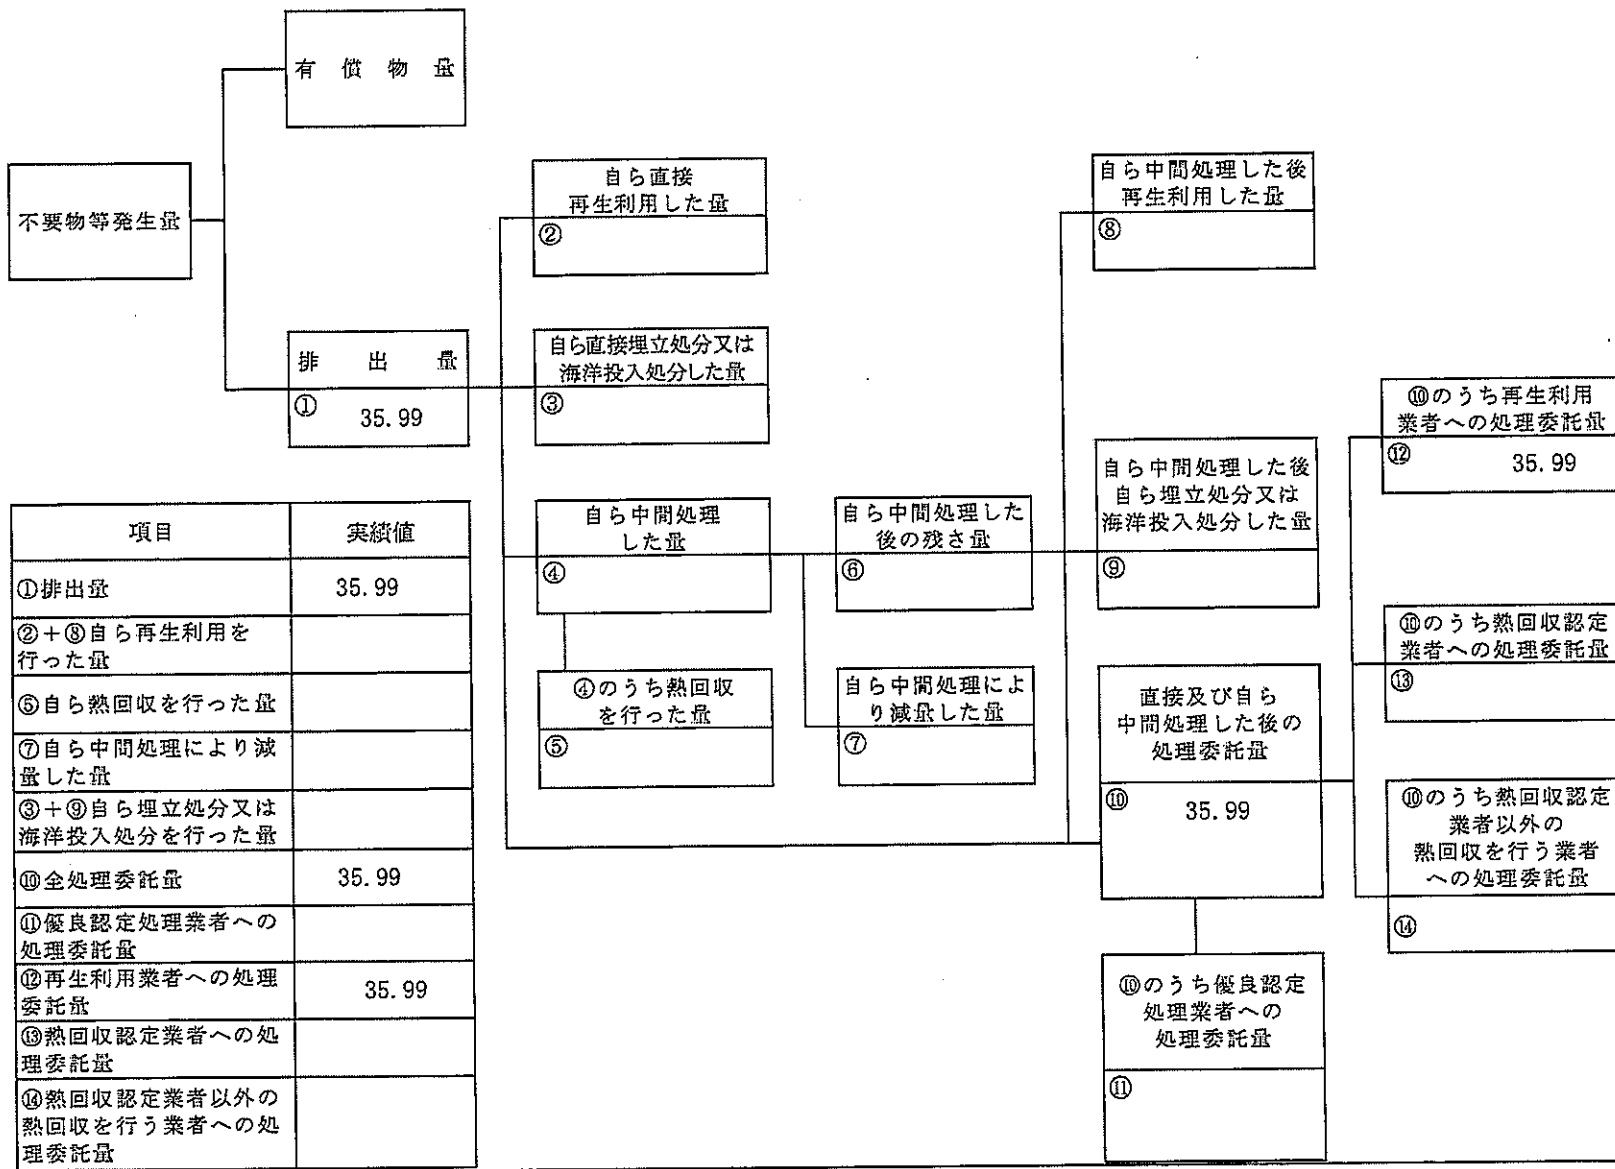 有償物量
不要物等発生量
排出量
①
35.99
自ら直接
再生利用した量
②
自ら直接埋立処分又は
海洋投入処分した量
③
自ら中間処理
した量
④
④のうち熱回収
を行った量
⑤
自ら中間処理した
後の残さ量
⑥
自ら中間処理によ
り減量した量
⑦
自ら中間処理した後
再生利用した量
⑧
自ら中間処理した後
自ら埋立処分又は
海洋投入処分した量
⑨
直接及び自ら
中間処理した後の
処理委託量
⑩
35.99
⑩のうち優良認定
処理業者への
処理委託量
⑪
⑩のうち再生利用
業者への処理委託量
⑫
35.99
⑩のうち熱回収認定
業者への処理委託量
⑬
⑩のうち熱回収認定
業者以外の
熱回収を行う業者
への処理委託量
⑭
項目 実績値
①排出量 35.99
②+⑧自ら再生利用を
行った量
⑤自ら熱回収を行った量
⑦自ら中間処理により減
量した量
③+⑨自ら埋立処分又は
海洋投入処分を行った量
⑩全処理委託量 35.99
⑪優良認定処理業者への
処理委託量
⑫再生利用業者への処理
委託量 35.99
⑬熱回収認定業者への処
理委託量
⑭熱回収認定業者以外の
熱回収を行う業者への処
理委託量